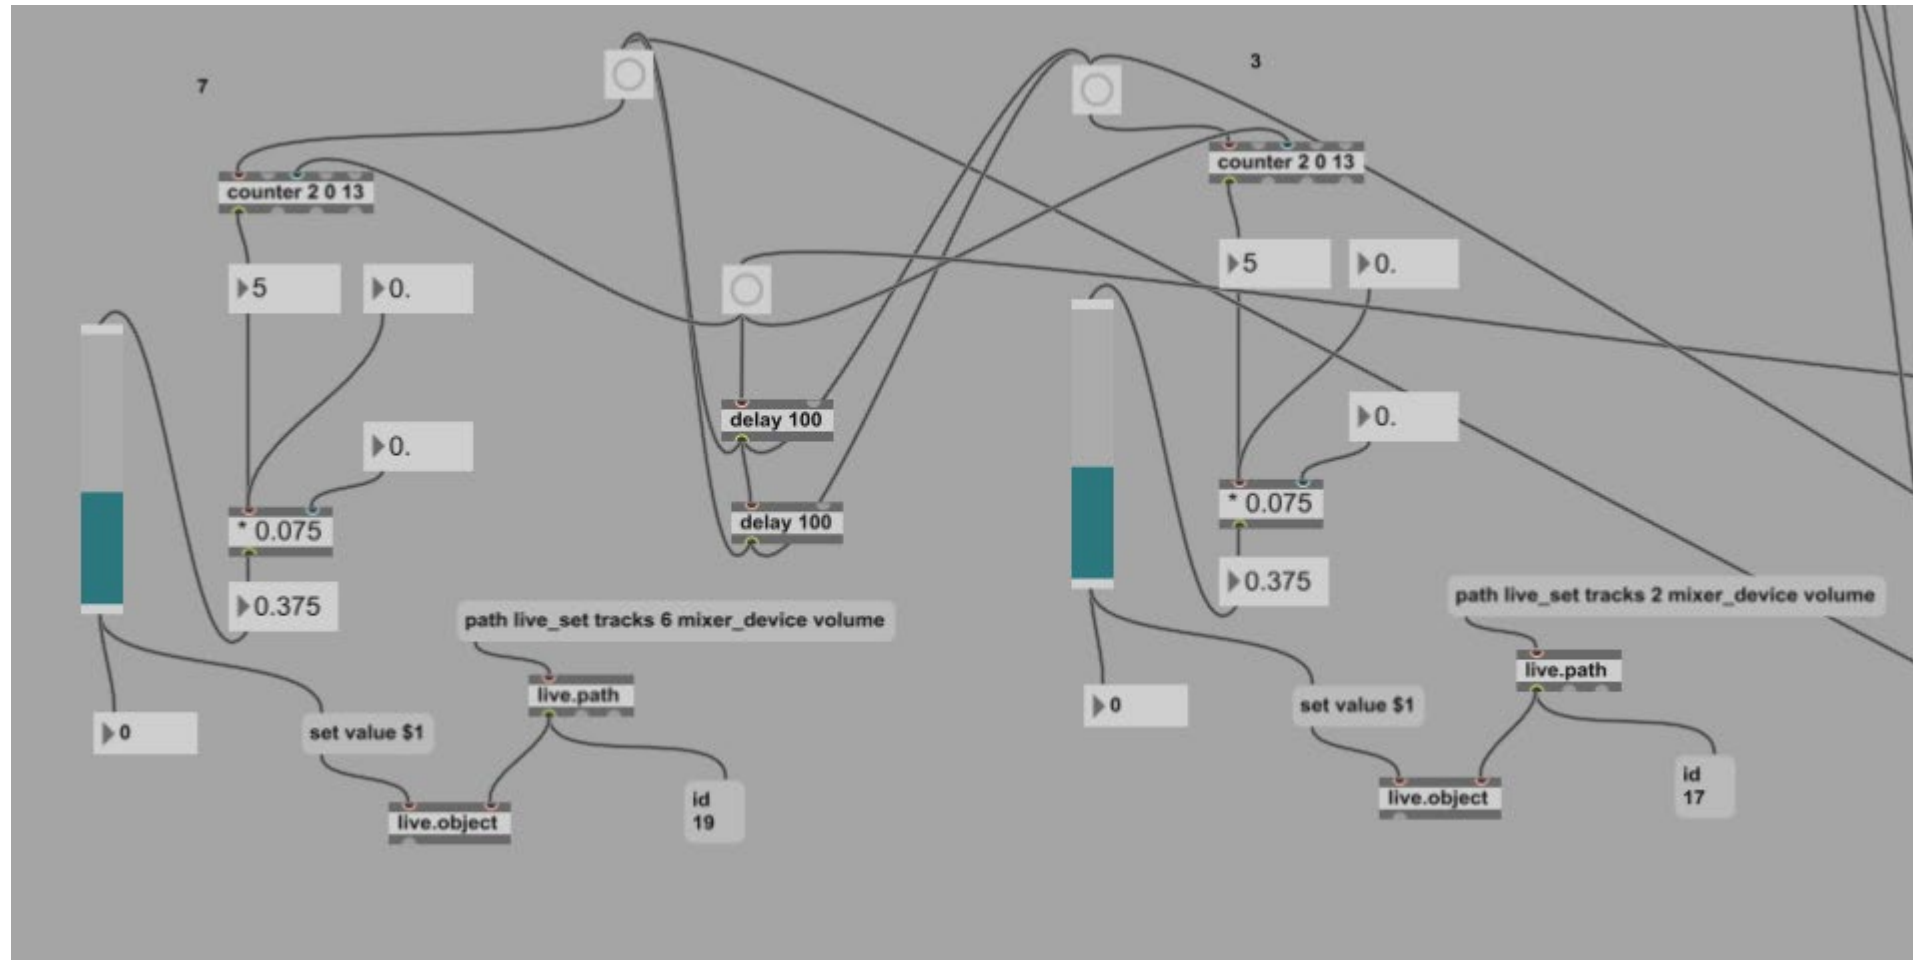 7
3
counter 2 0 13
counter 2 0 13
5
0.
5
0.
0.
0.
delay 100
delay 100
* 0.075
* 0.075
0.375
0.375
path live_set tracks 6 mixer_device volume
path live_set tracks 2 mixer_device volume
live.path
live.path
0
set value $1
0
set value $1
live.object
id
19
live.object
id
17